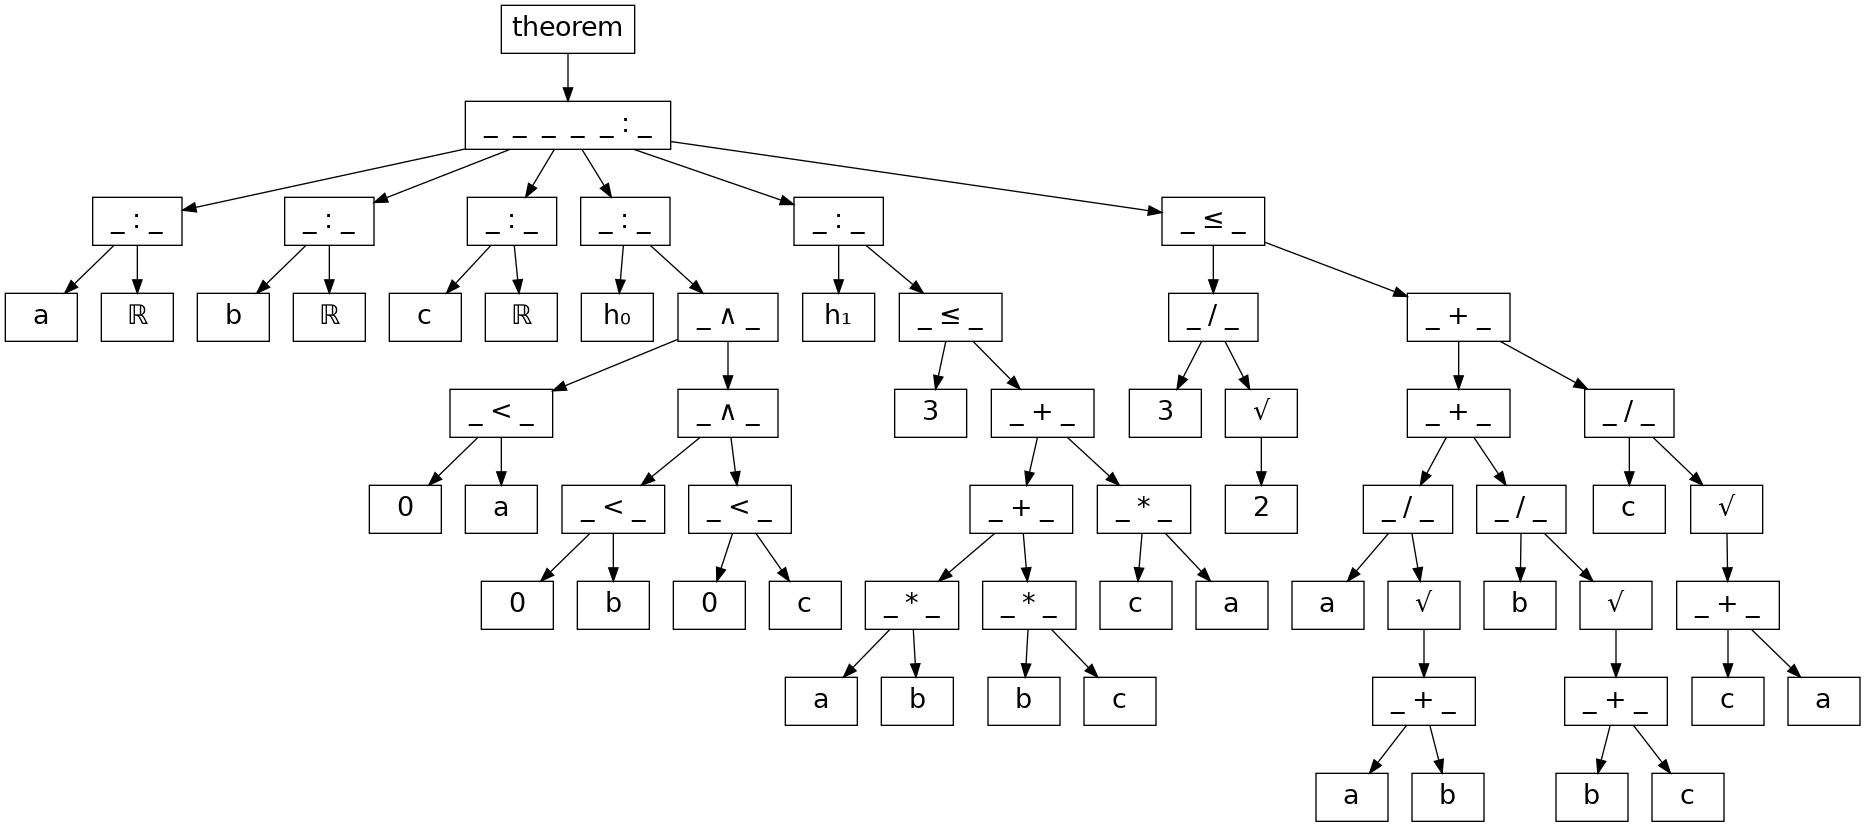 theorem
_ _ _ _ _ : _
_ : _ _ : _ _ : _ _ : _ _ : _ _ ≤ _
a ℝ b ℝ c ℝ h₀ _ ∧ _ h₁ _ ≤ _ _ / _ _ + _
_ < _ _ ∧ _ 3 _ + _ 3 √ _ + _ _ / _
0 a _ < _ _ < _ _ + _ _ * _ 2 _ / _ _ / _ c √
0 b 0 c _ * _ _ * _ c a a √ b √ _ + _
a b b c _ + _ _ + _ c a
a b b c